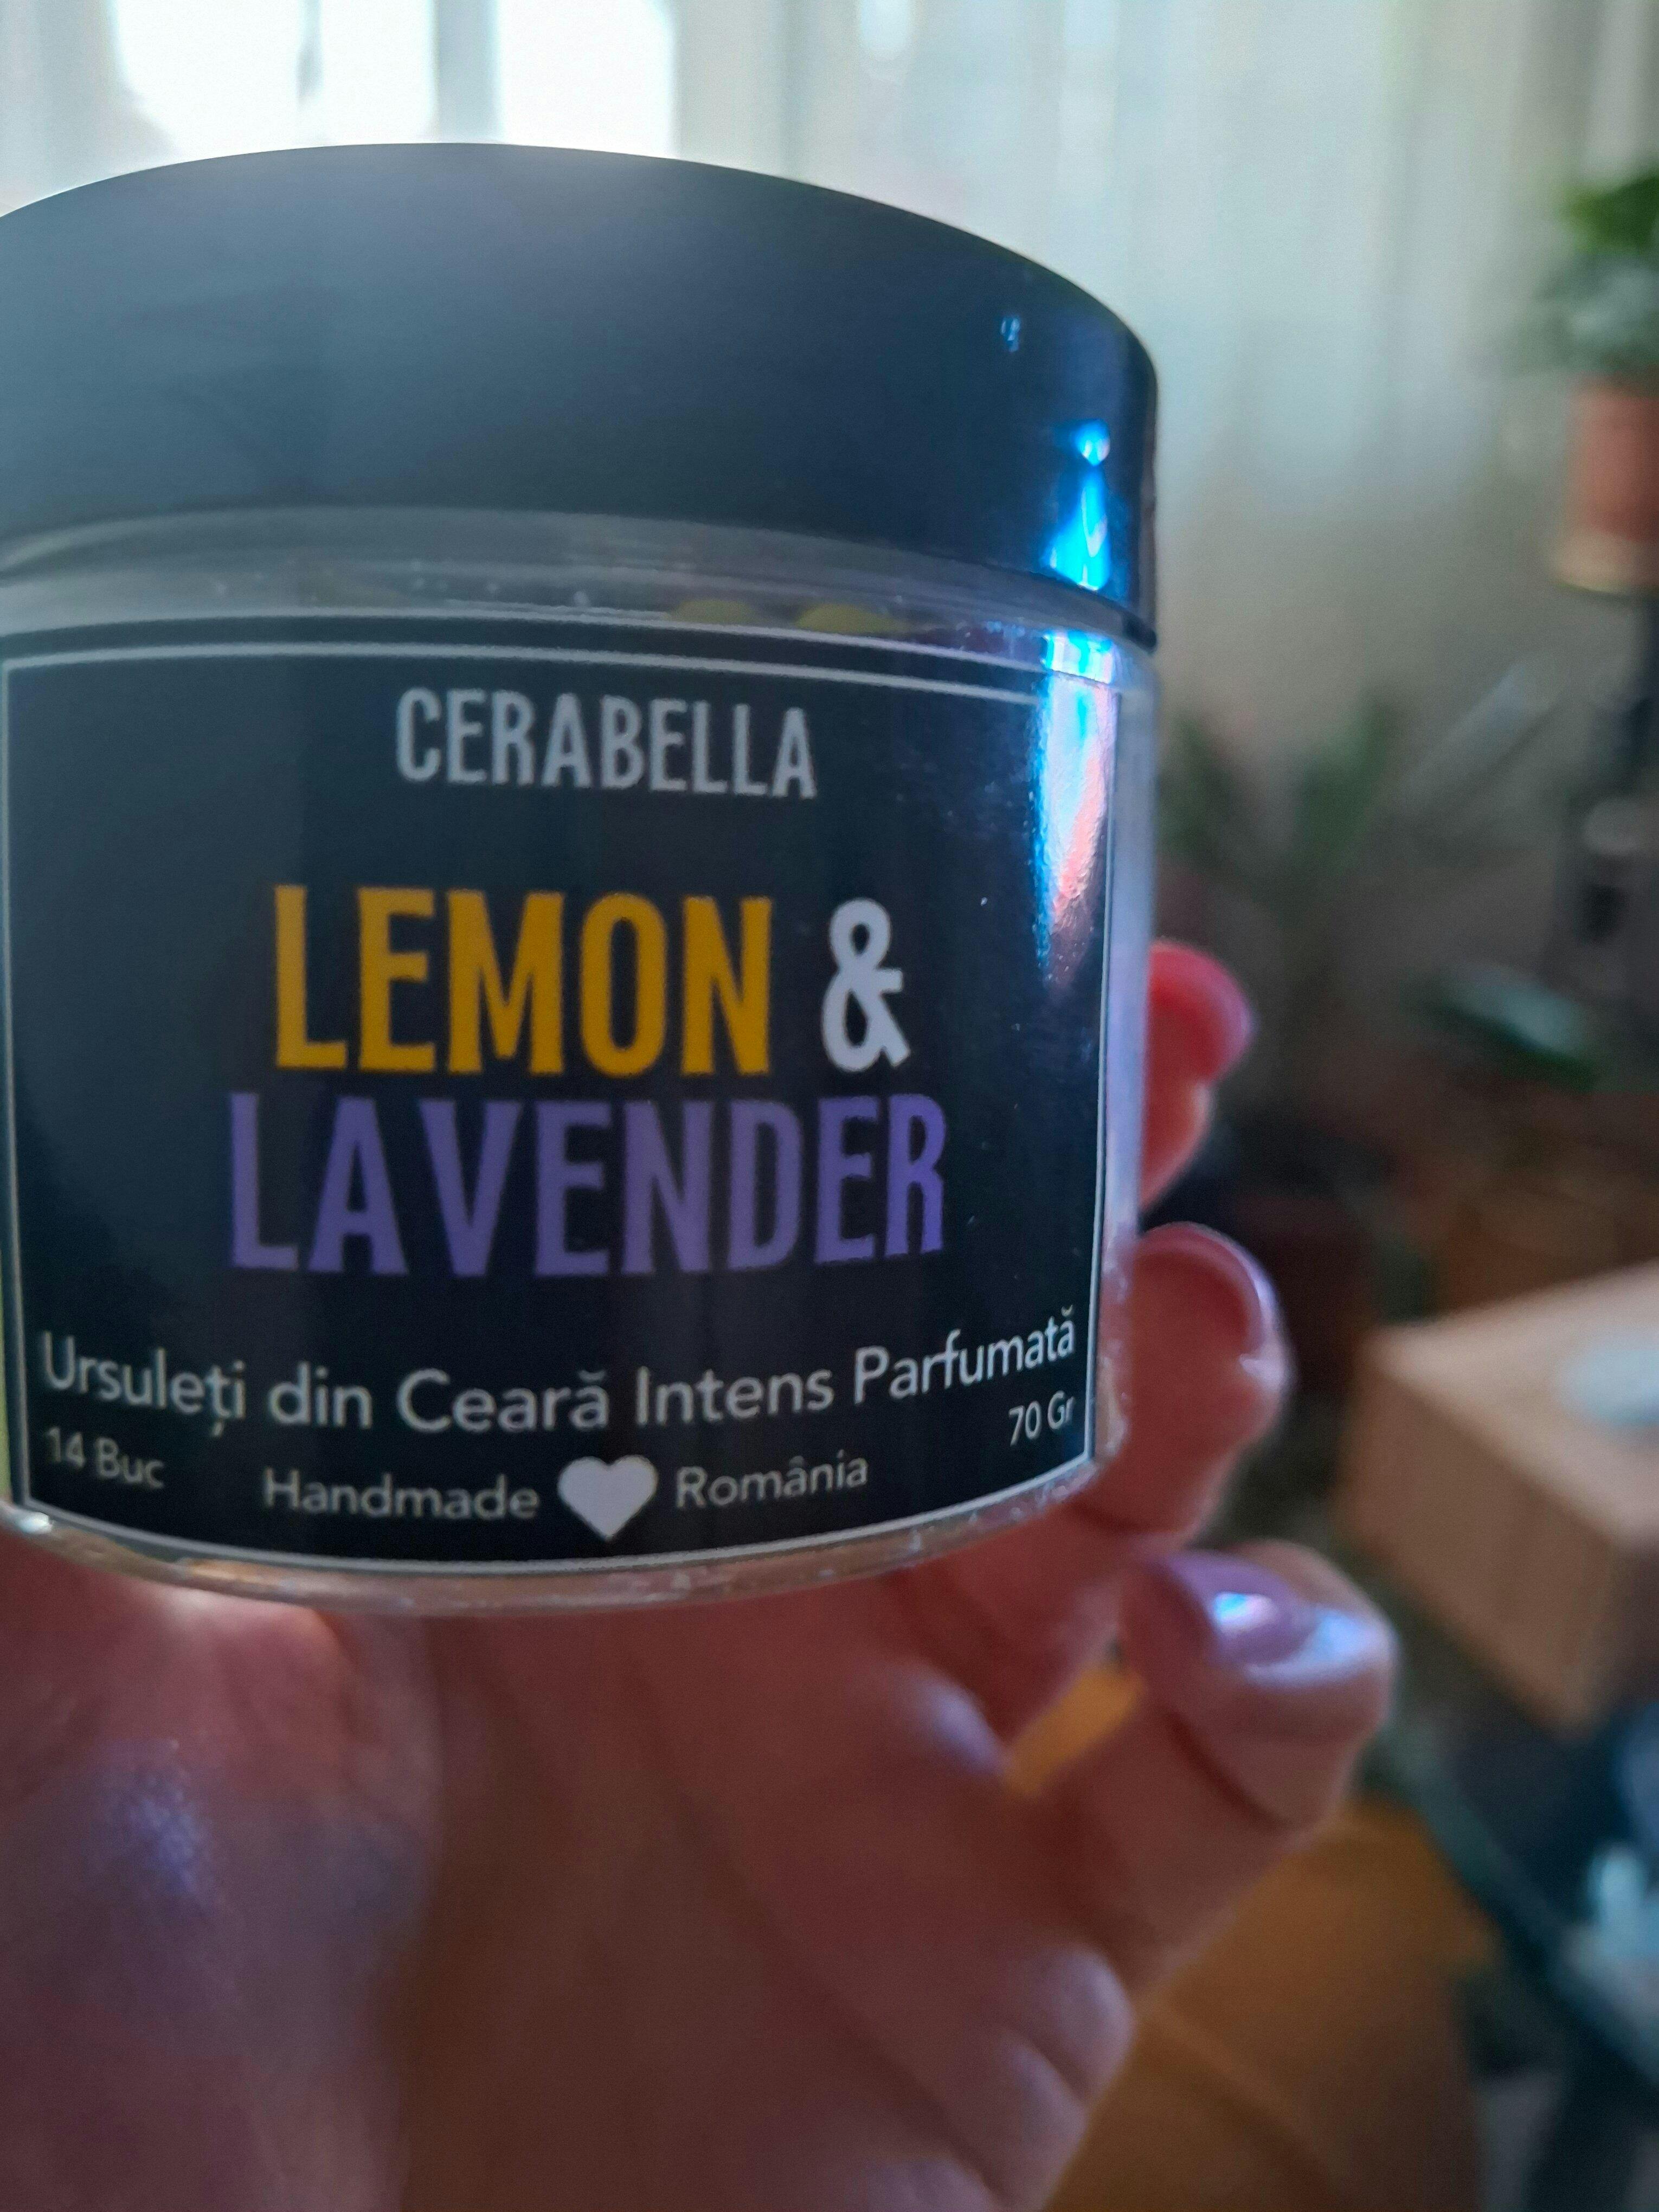 CERABELLA
LEMON &
LAVENDER
Ursuleți din Ceară Intens Parfumată
14 Buc
70 Gr
Handmade România